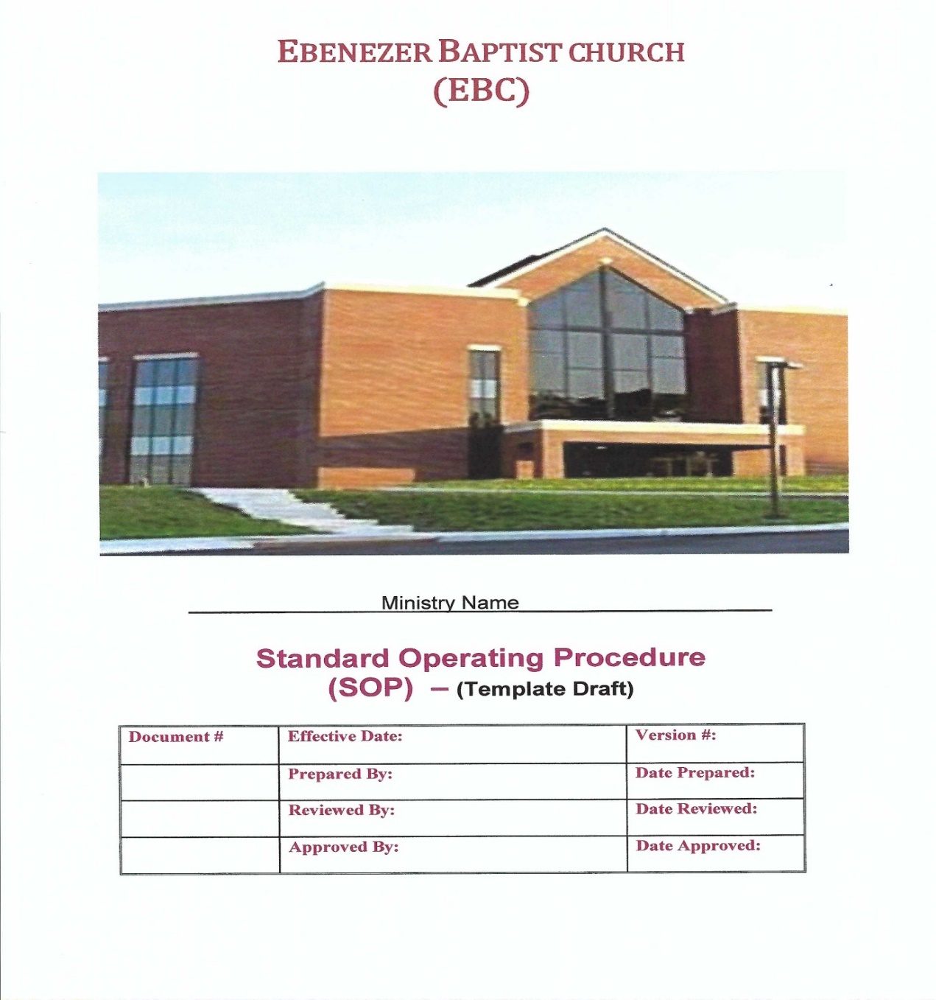 EBENEZER BAPTIST CHURCH
(EBC)
Ministry Name
Standard Operating Procedure
(SOP) – (Template Draft)
Document # Effective Date: Version #:
Prepared By: Date Prepared:
Reviewed By: Date Reviewed:
Approved By: Date Approved: